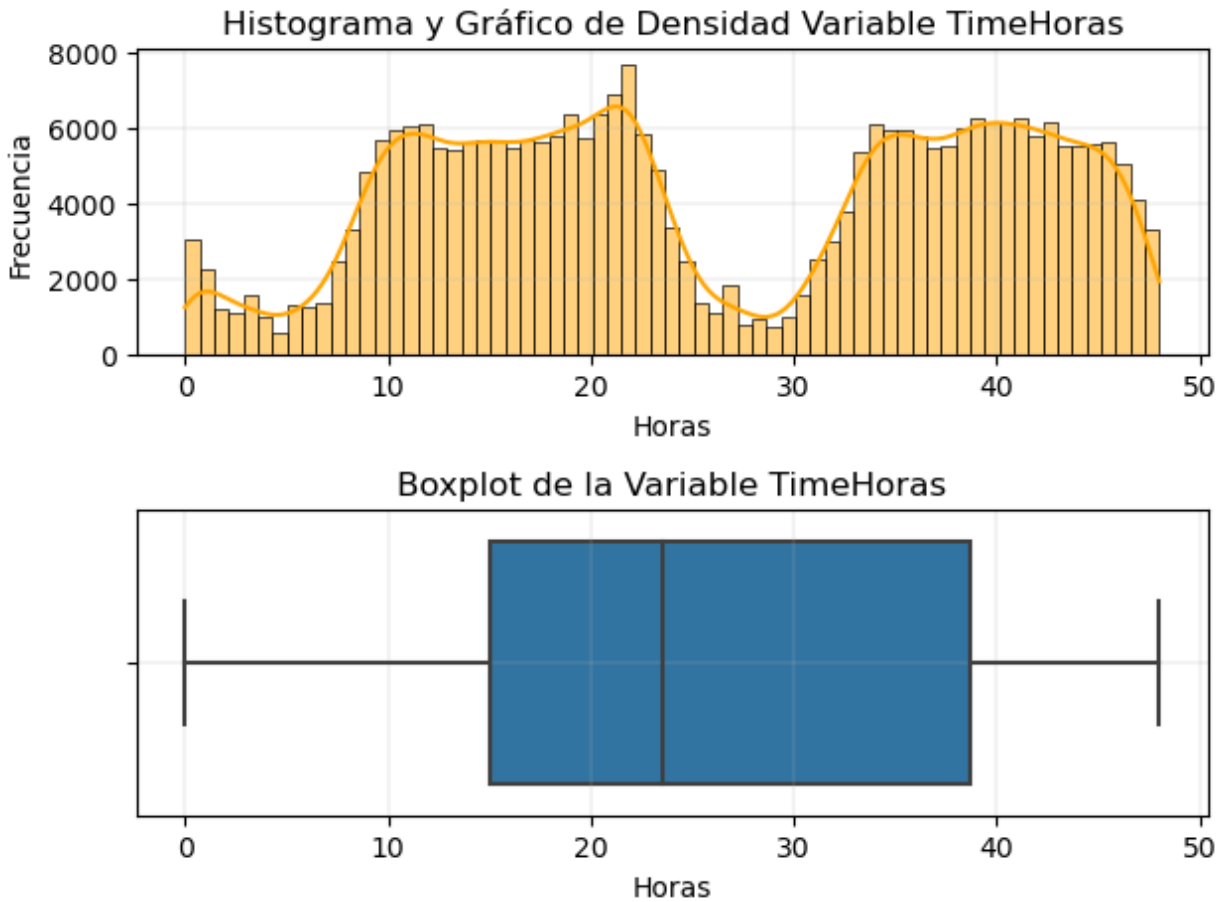 Histograma y Gráfico de Densidad Variable TimeHoras
8000
6000
4000
2000
0
Frecuencia
0 10 20 30 40 50
Horas
Boxplot de la Variable TimeHoras
0 10 20 30 40 50
Horas